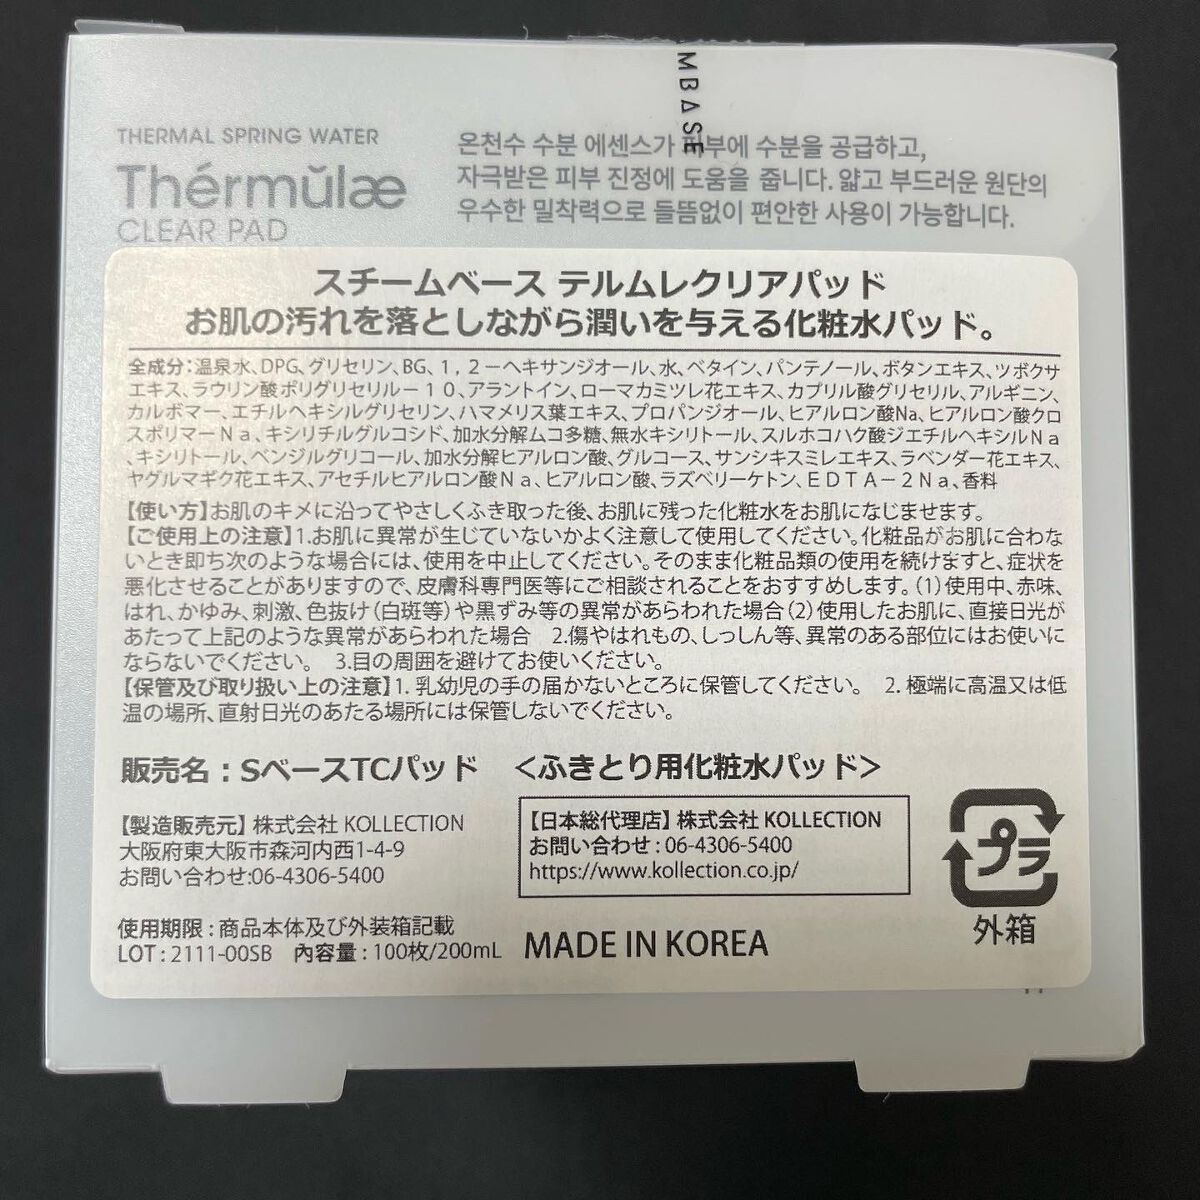 MBASE
THERMAL SPRING WATER
Thérmŭlæ
CLEAR PAD
온천수 수분 에센스가 피부에 수분을 공급하고,
자극받은 피부 진정에 도움을 줍니다. 얇고 부드러운 원단의
우수한 밀착력으로 들뜸없이 편안한 사용이 가능합니다.
スチームベース テルムレクリアパッド
お肌の汚れを落としながら潤いを与える化粧水パッド。
全成分:温泉水、DPG、グリセリン、BG、1,2－ヘキサンジオール、水、ベタイン、パンテノール、ボタンエキス、ツボクサ
エキス、ラウリン酸ポリグリセリル－10、アラントイン、ローマカミツレ花エキス、カプリル酸グリセリル、アルギニン、
カルボマー、エチルヘキシルグリセリン、ハマメリス葉エキス、プロパンジオール、ヒアルロン酸Na、ヒアルロン酸クロ
スポリマーNa、キシリチルグルコシド、加水分解ムコ多糖、無水キシリトール、スルホコハク酸ジエチルヘキシルNa
、キシリトール、ベンジルグリコール、加水分解ヒアルロン酸、グルコース、サンシキスミレエキス、ラベンダー花エキス、
ヤグルマギク花エキス、アセチルヒアルロン酸Na、ヒアルロン酸、ラズベリーケトン、EDTA－2Na、香料
【使い方】お肌のキメに沿ってやさしくふき取った後、お肌に残った化粧水をお肌になじませます。
【ご使用上の注意】1.お肌に異常が生じていないかよく注意して使用してください。化粧品がお肌に合わな
いとき即ち次のような場合には、使用を中止してください。そのまま化粧品類の使用を続けますと、症状を
悪化させることがありますので、皮膚科専門医等にご相談されることをおすすめします。(1)使用中、赤味、
はれ、かゆみ、刺激、色抜け(白斑等)や黒ずみ等の異常があらわれた場合(2)使用したお肌に、直接日光が
あたって上記のような異常があらわれた場合 2.傷やはれもの、しっしん等、異常のある部位にはお使いに
ならないでください。 3.目の周囲を避けてお使いください。
【保管及び取り扱い上の注意】1. 乳幼児の手の届かないところに保管してください。 2. 極端に高温又は低
温の場所、直射日光のあたる場所には保管しないでください。
販売名：SベースTCパッド <ふきとり用化粧水パッド>
【製造販売元】株式会社 KOLLECTION
大阪府東大阪市森河内西1-4-9
お問い合わせ:06-4306-5400
【日本総代理店】株式会社 KOLLECTION
お問い合わせ：06-4306-5400
https://www.kollection.co.jp/
プラ
外箱
使用期限：商品本体及び外装箱記載
LOT：2111-00SB 内容量：100枚/200mL
MADE IN KOREA